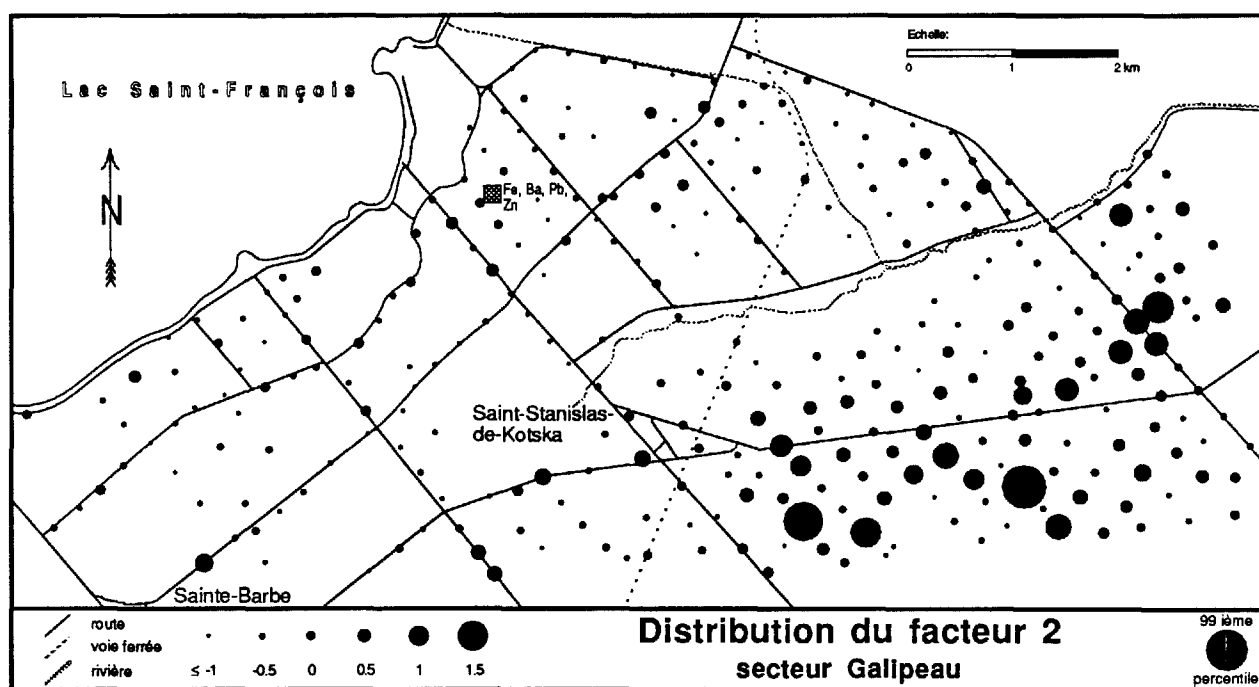 Echelle:
0 1 2 km
Lac Saint-François
N
Fe, Ba, Pb,
Zn
Saint-Stanislas-
de-Kotska
Sainte-Barbe
route
voie ferrée
rivière
≤ -1 -0.5 0 0.5 1 1.5
Distribution du facteur 2
secteur Galipeau
99 ième
percentile